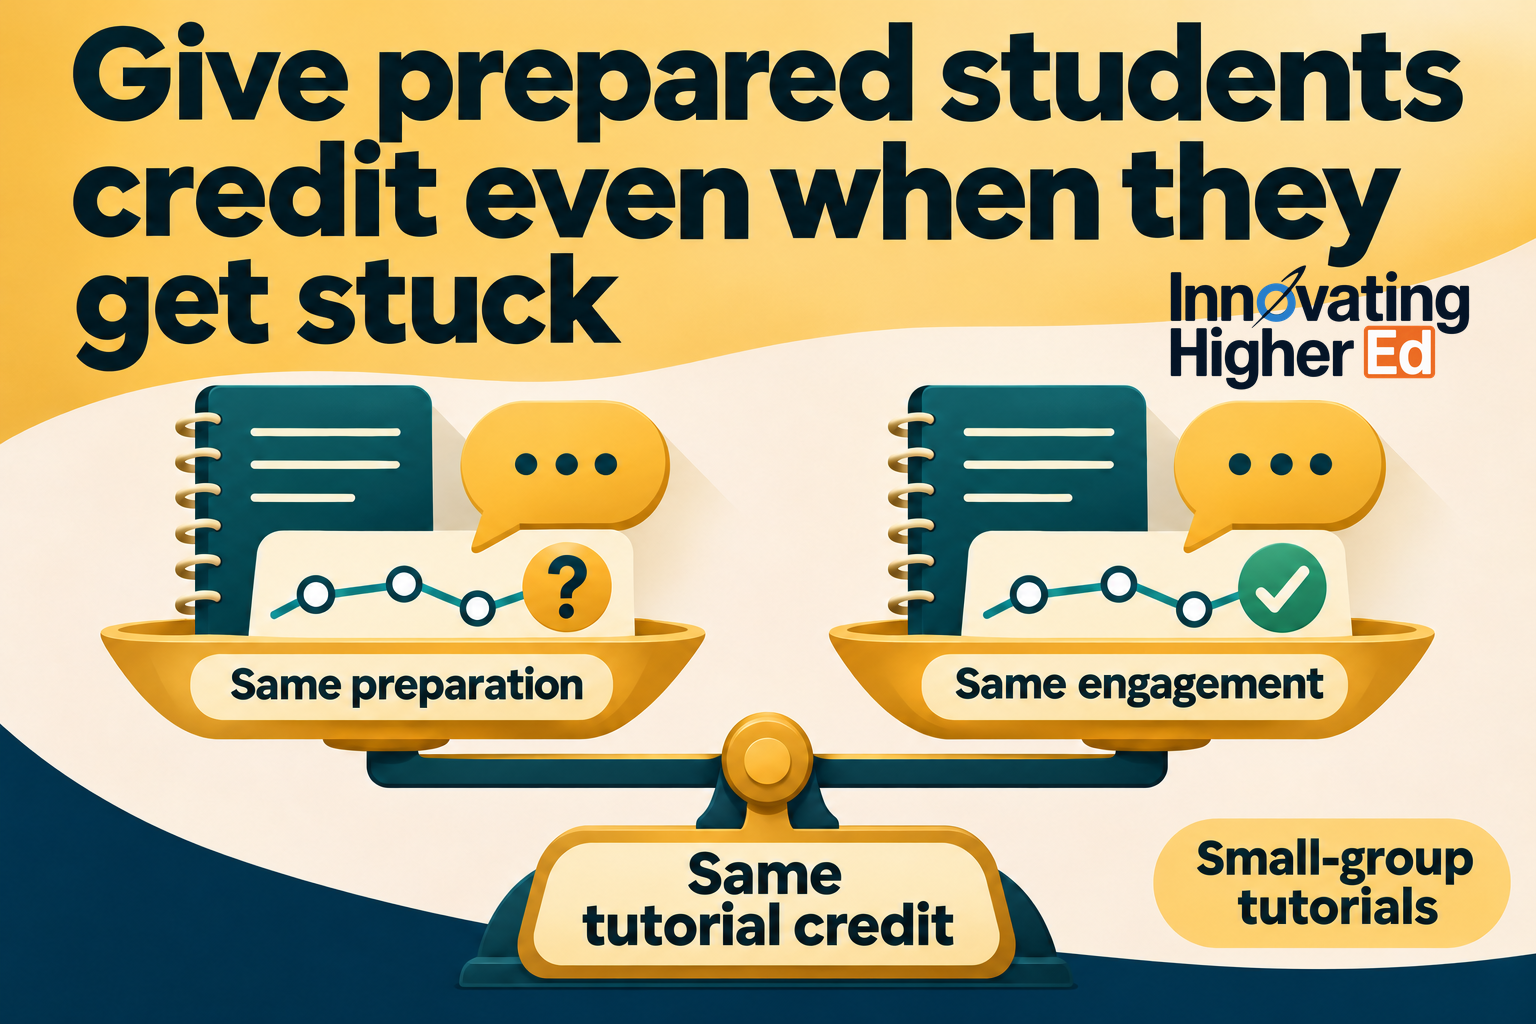 Give prepared students
credit even when they
get stuck
Innovating
Higher Ed
?
Same preparation
Same engagement
Same
tutorial credit
Small-group
tutorials